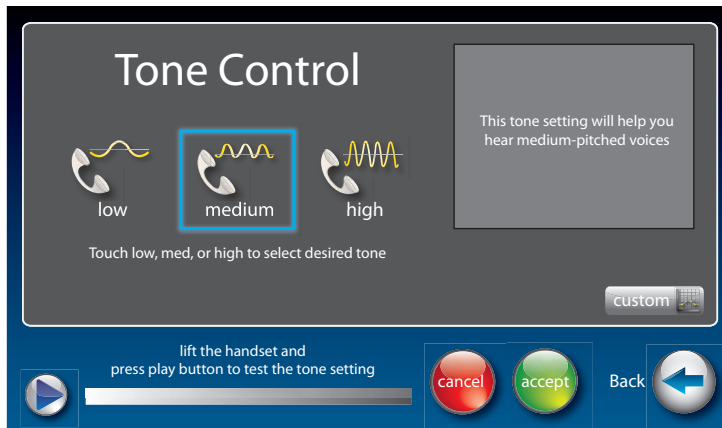 Tone Control
This tone setting will help you
hear medium-pitched voices
low
medium
high
Touch low, med, or high to select desired tone
custom
lift the handset and
press play button to test the tone setting
cancel
accept
Back